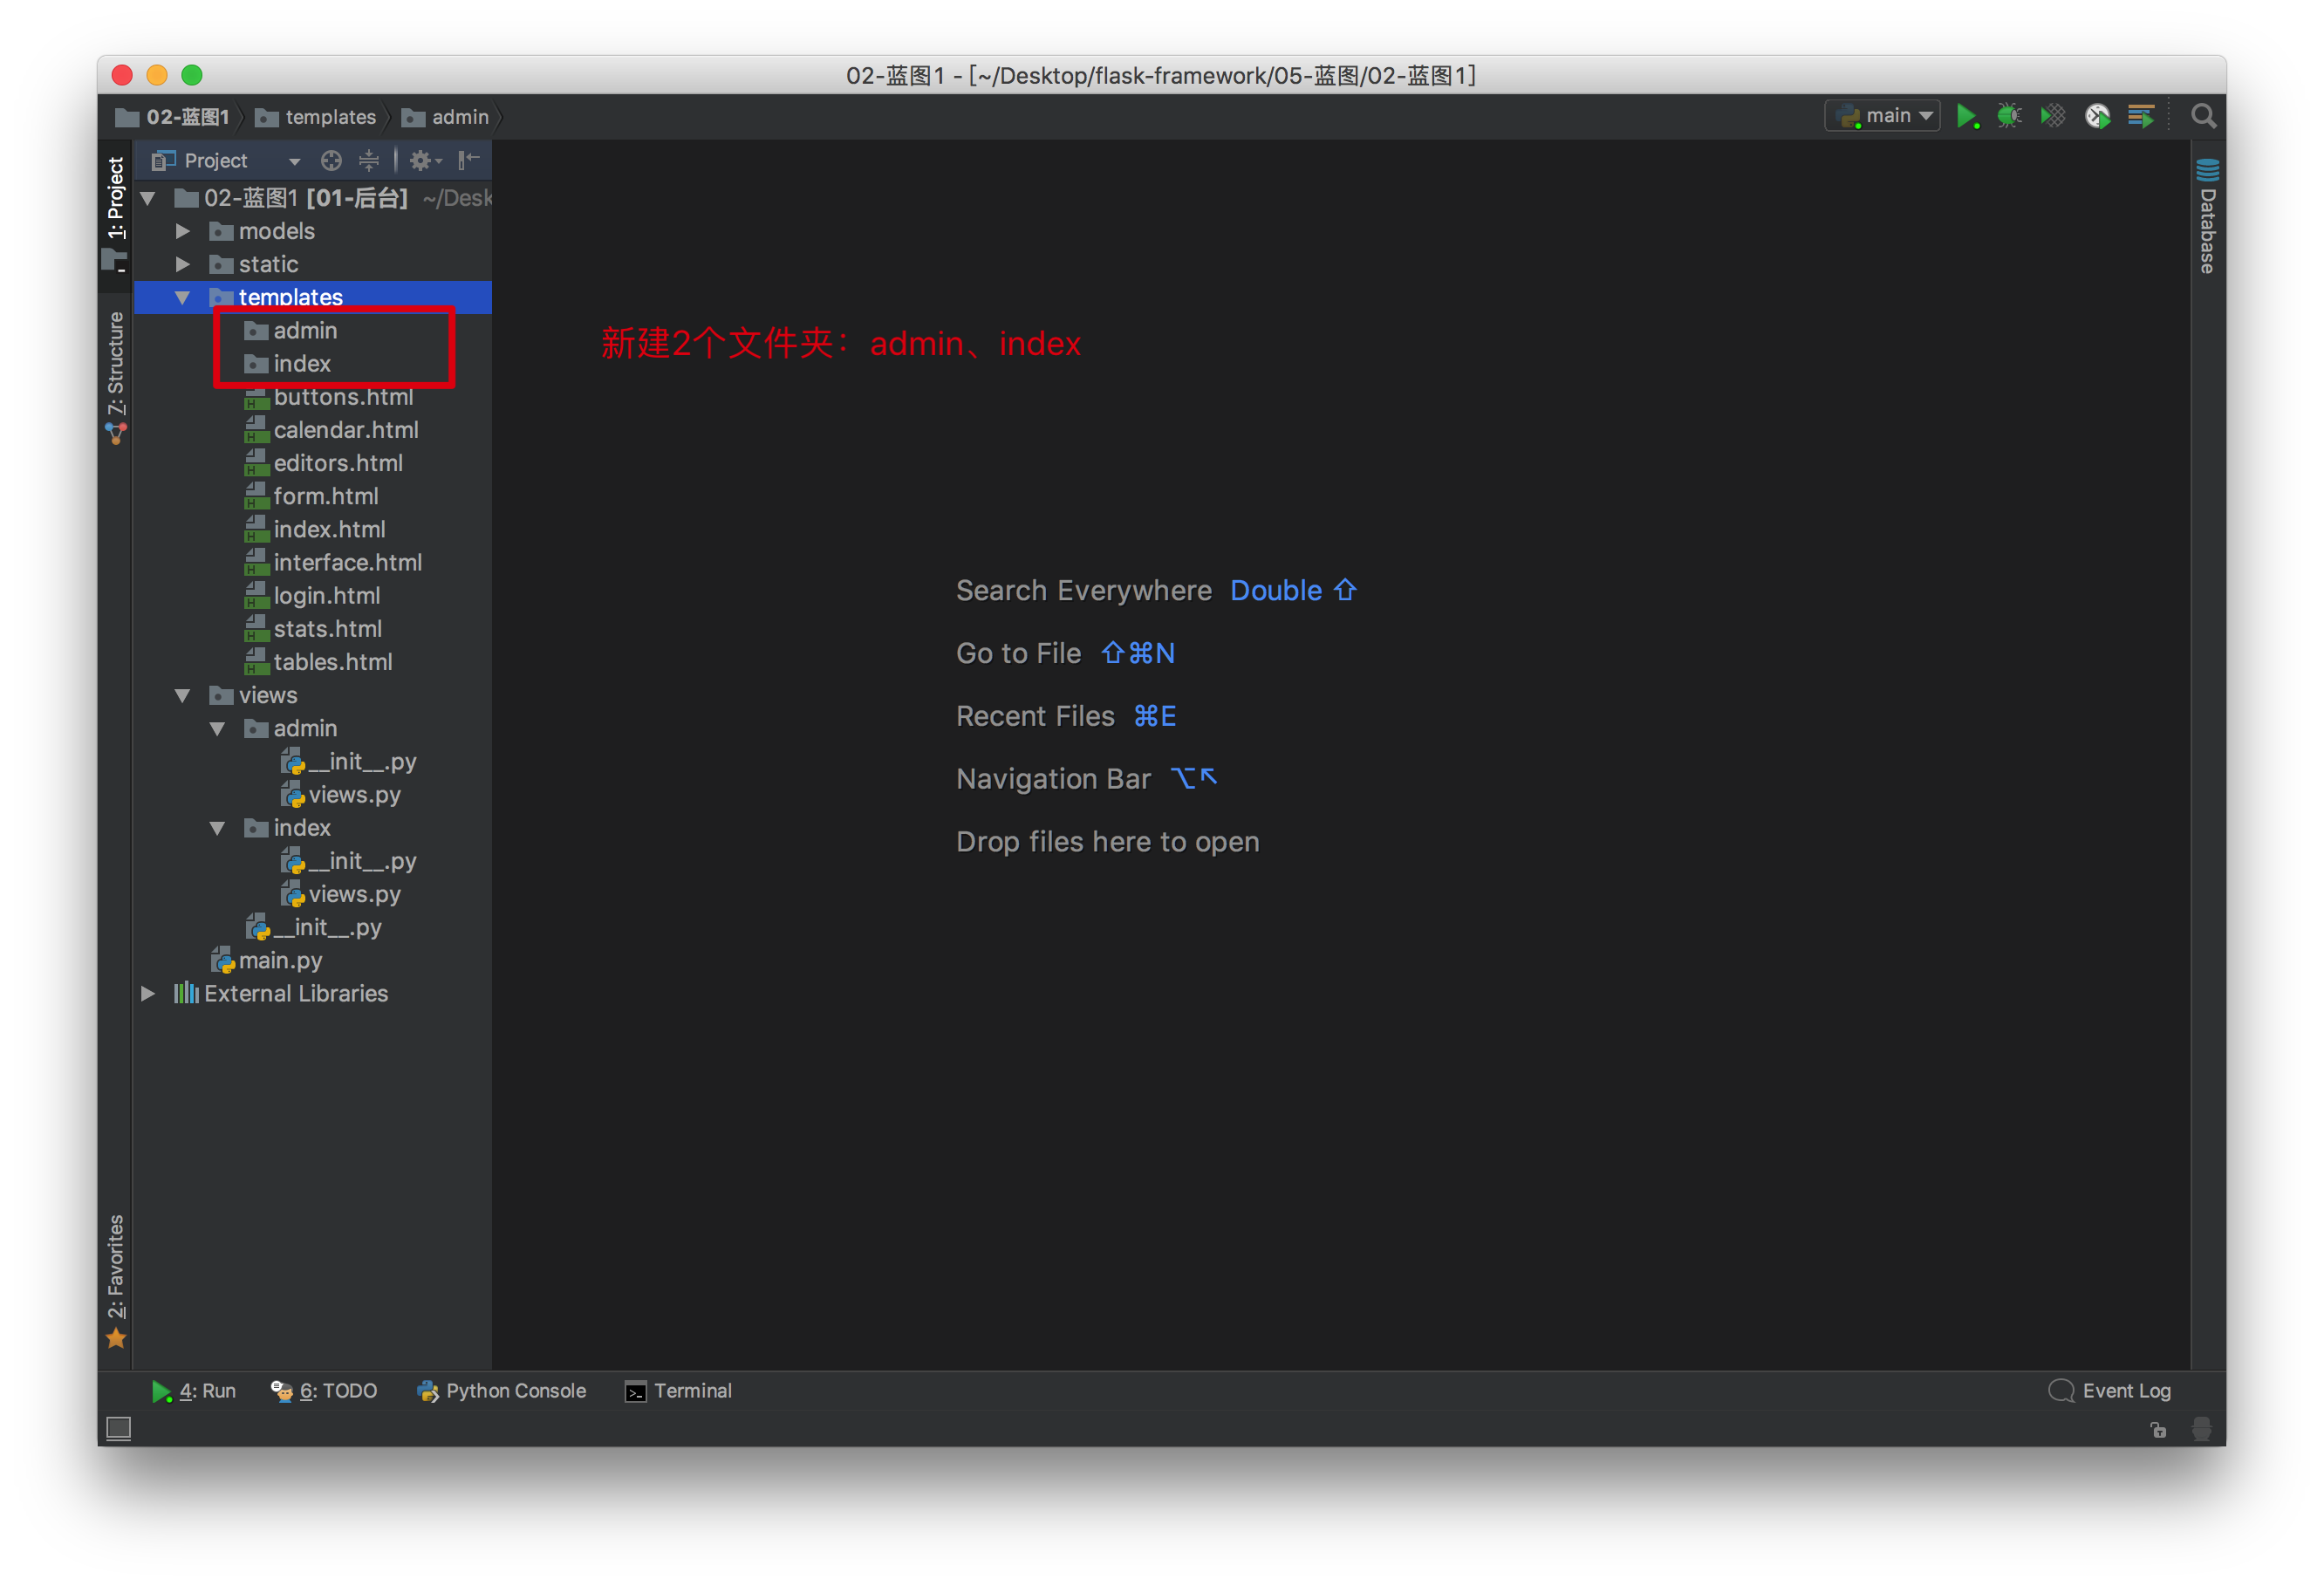 02-蓝图1 - [~/Desktop/flask-framework/05-蓝图/02-蓝图1]
02-蓝图1 templates admin
main
1: Project
Project
02-蓝图1 [01-后台] ~/Desk
models
static
templates
admin
index
buttons.html
calendar.html
editors.html
form.html
index.html
interface.html
login.html
stats.html
tables.html
views
admin
__init__.py
views.py
index
__init__.py
views.py
__init__.py
main.py
External Libraries
7: Structure
2: Favorites
新建2个文件夹：admin、index
Search Everywhere Double ⇧
Go to File ⇧⌘N
Recent Files ⌘E
Navigation Bar ⌥↖
Drop files here to open
Database
4: Run 6: TODO Python Console Terminal Event Log